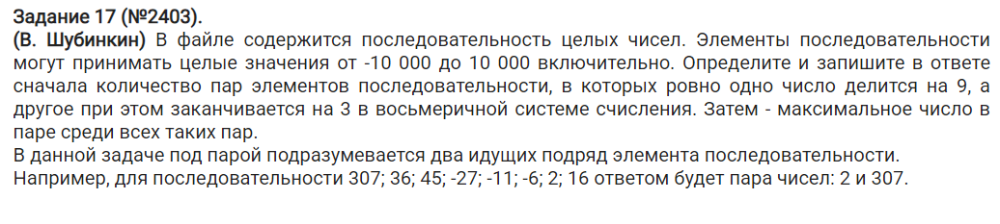 Задание 17 (№2403).
(В. Шубинкин) В файле содержится последовательность целых чисел. Элементы последовательности
могут принимать целые значения от -10 000 до 10 000 включительно. Определите и запишите в ответе
сначала количество пар элементов последовательности, в которых ровно одно число делится на 9, а
другое при этом заканчивается на 3 в восьмеричной системе счисления. Затем - максимальное число в
паре среди всех таких пар.
В данной задаче под парой подразумевается два идущих подряд элемента последовательности.
Например, для последовательности 307; 36; 45; -27; -11; -6; 2; 16 ответом будет пара чисел: 2 и 307.